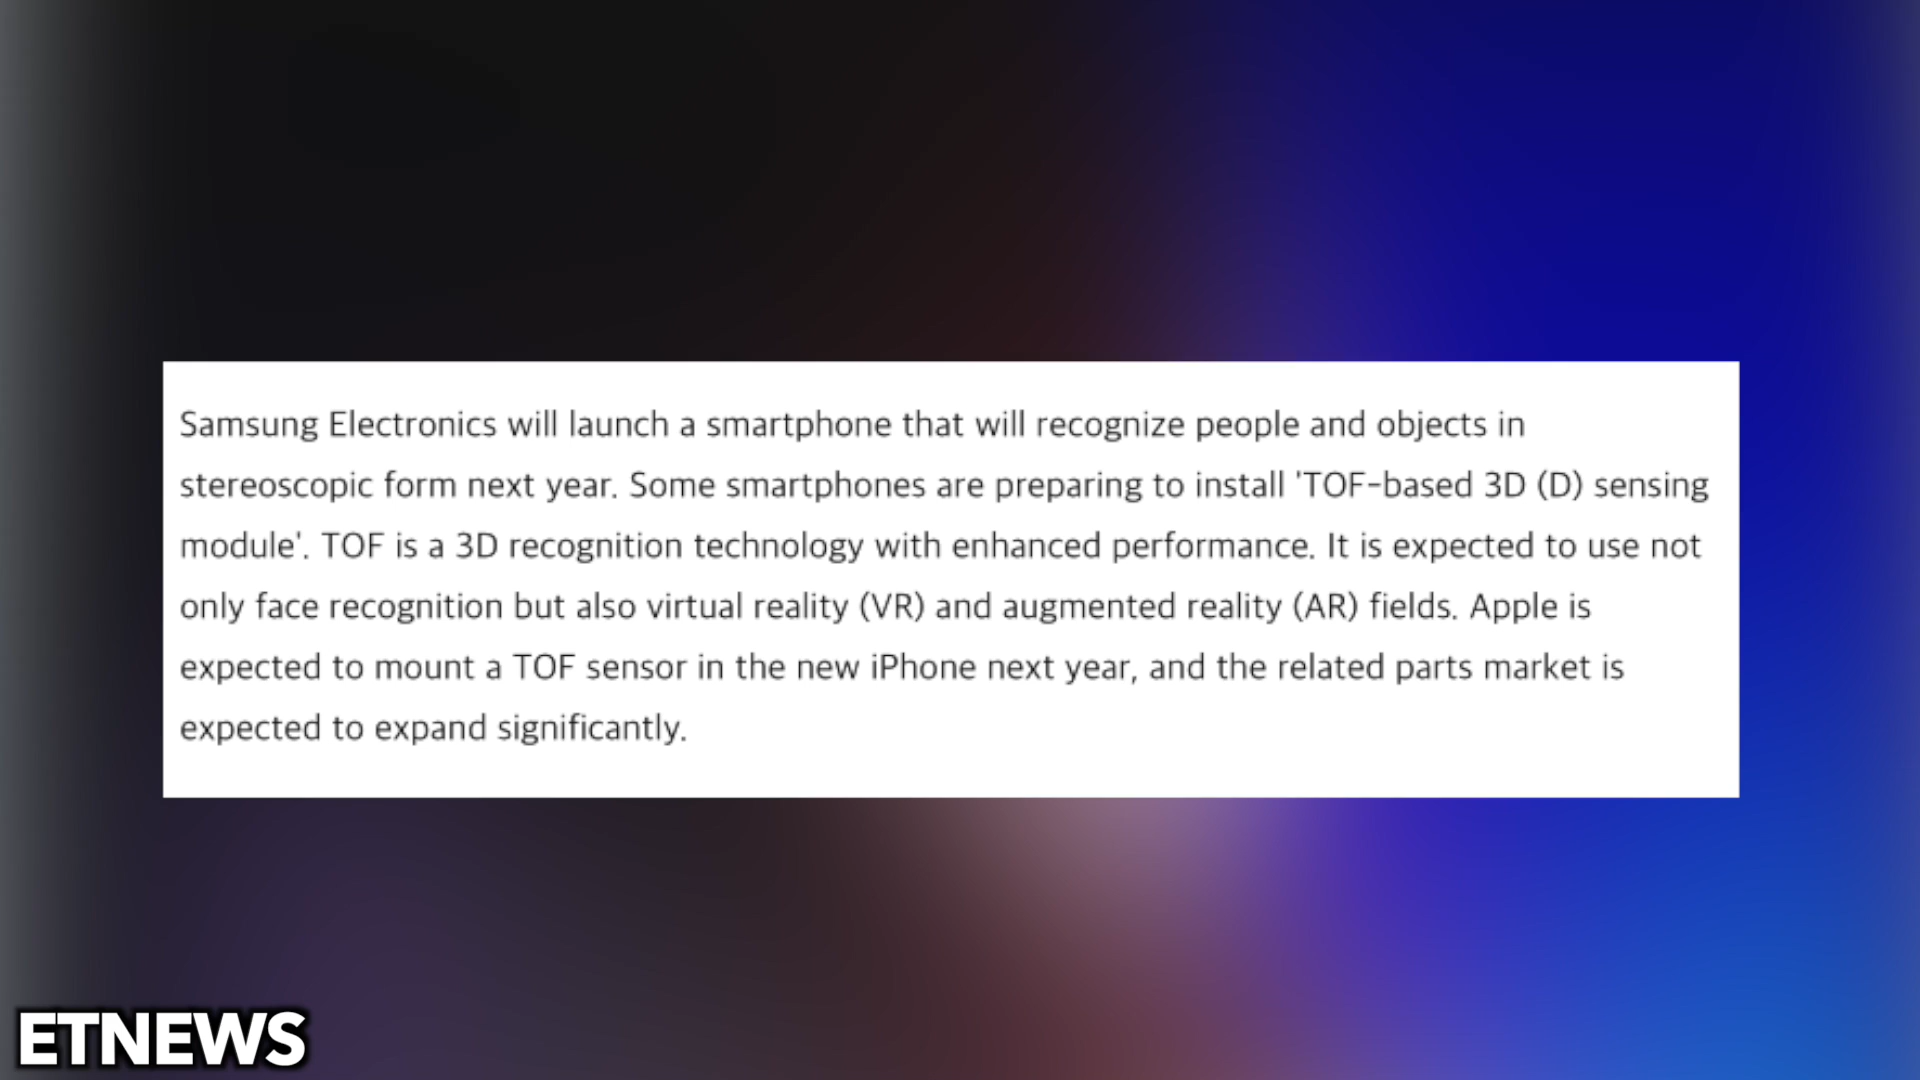 Samsung Electronics will launch a smartphone that will recognize people and objects in
stereoscopic form next year. Some smartphones are preparing to install 'TOF-based 3D (D) sensing
module'. TOF is a 3D recognition technology with enhanced performance. It is expected to use not
only face recognition but also virtual reality (VR) and augmented reality (AR) fields. Apple is
expected to mount a TOF sensor in the new iPhone next year, and the related parts market is
expected to expand significantly.
ETNEWS